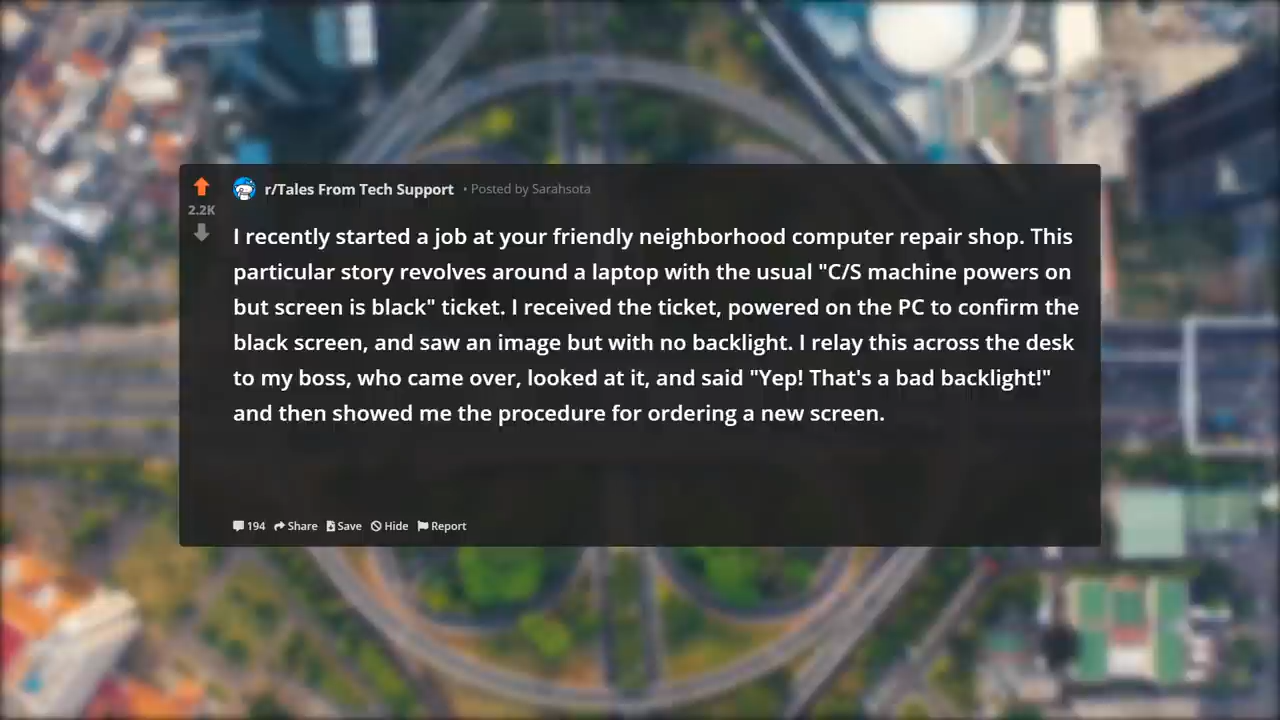 r/Tales From Tech Support • Posted by Sarahsota
2.2K
I recently started a job at your friendly neighborhood computer repair shop. This
particular story revolves around a laptop with the usual "C/S machine powers on
but screen is black" ticket. I received the ticket, powered on the PC to confirm the
black screen, and saw an image but with no backlight. I relay this across the desk
to my boss, who came over, looked at it, and said "Yep! That's a bad backlight!"
and then showed me the procedure for ordering a new screen.
194 Share Save Hide Report